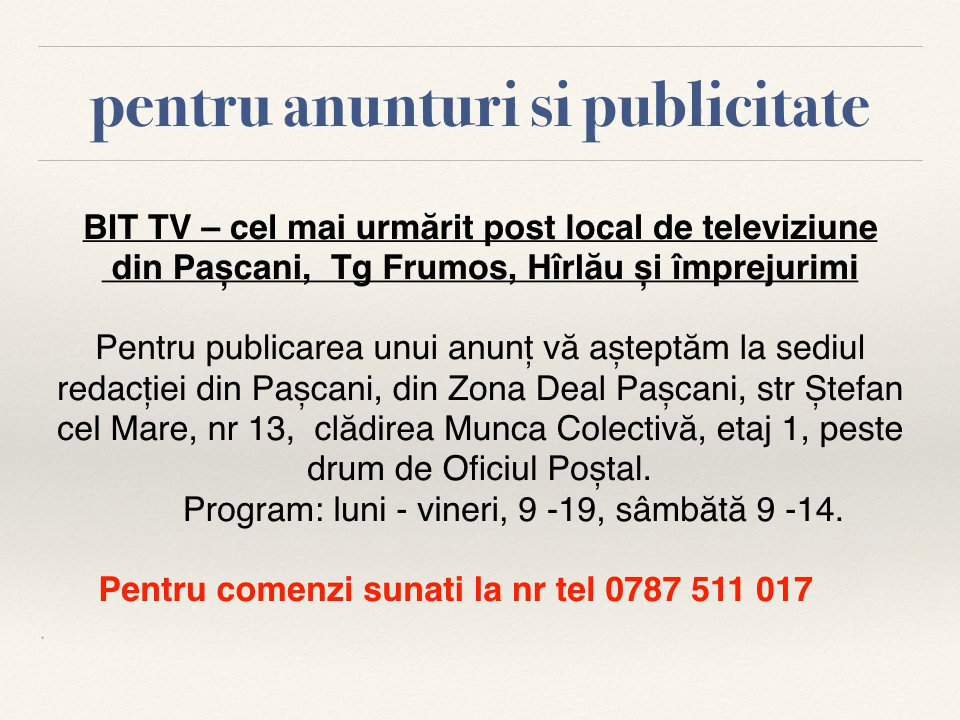 pentru anunturi si publicitate
BIT TV – cel mai urmărit post local de televiziune
din Pașcani,  Tg Frumos, Hîrlău și împrejurimi
Pentru publicarea unui anunț vă așteptăm la sediul
redacției din Pașcani, din Zona Deal Pașcani, str Ștefan
cel Mare, nr 13,  clădirea Munca Colectivă, etaj 1, peste
drum de Oficiul Poștal.
Program: luni - vineri, 9 -19, sâmbătă 9 -14.
Pentru comenzi sunati la nr tel 0787 511 017